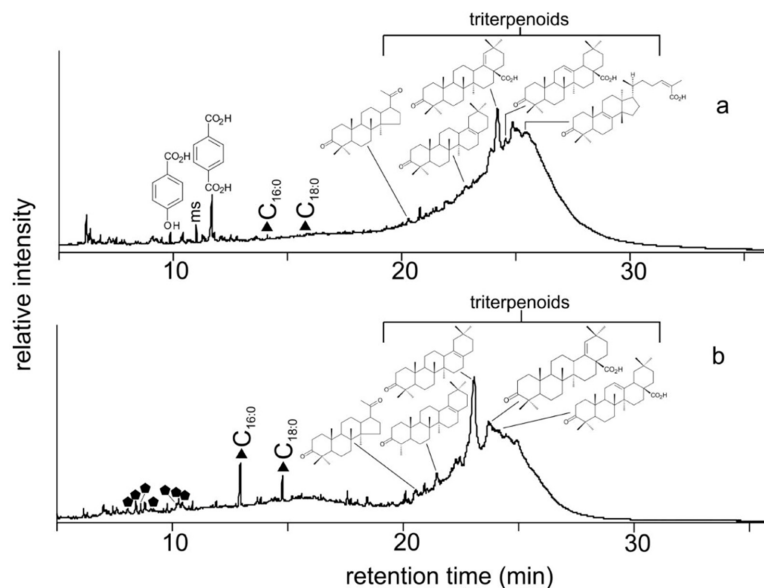 triterpenoids
a
CO₂H
CO₂H
CO₂H
CO₂H
H
CO₂H
CO₂H
CO₂H
OH
ms
C16:0
C18:0
O
O
O
O
O
O
10
20
30
triterpenoids
b
C16:0
C18:0
O
O
O
O
CO₂H
O
CO₂H
O
10
20
30
relative intensity
retention time (min)